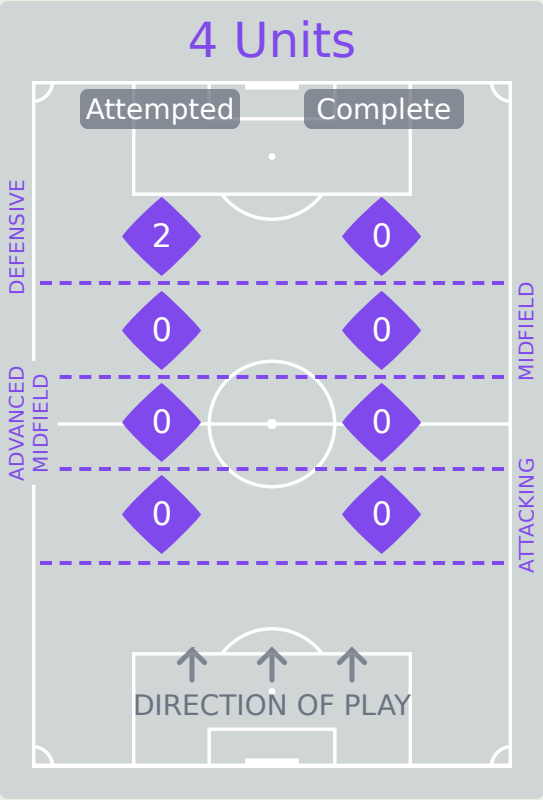 4 Units
Attempted Complete
DEFENSIVE
2 0
MIDFIELD
0 0
ADVANCED
MIDFIELD
0 0
ATTACKING
0 0
DIRECTION OF PLAY